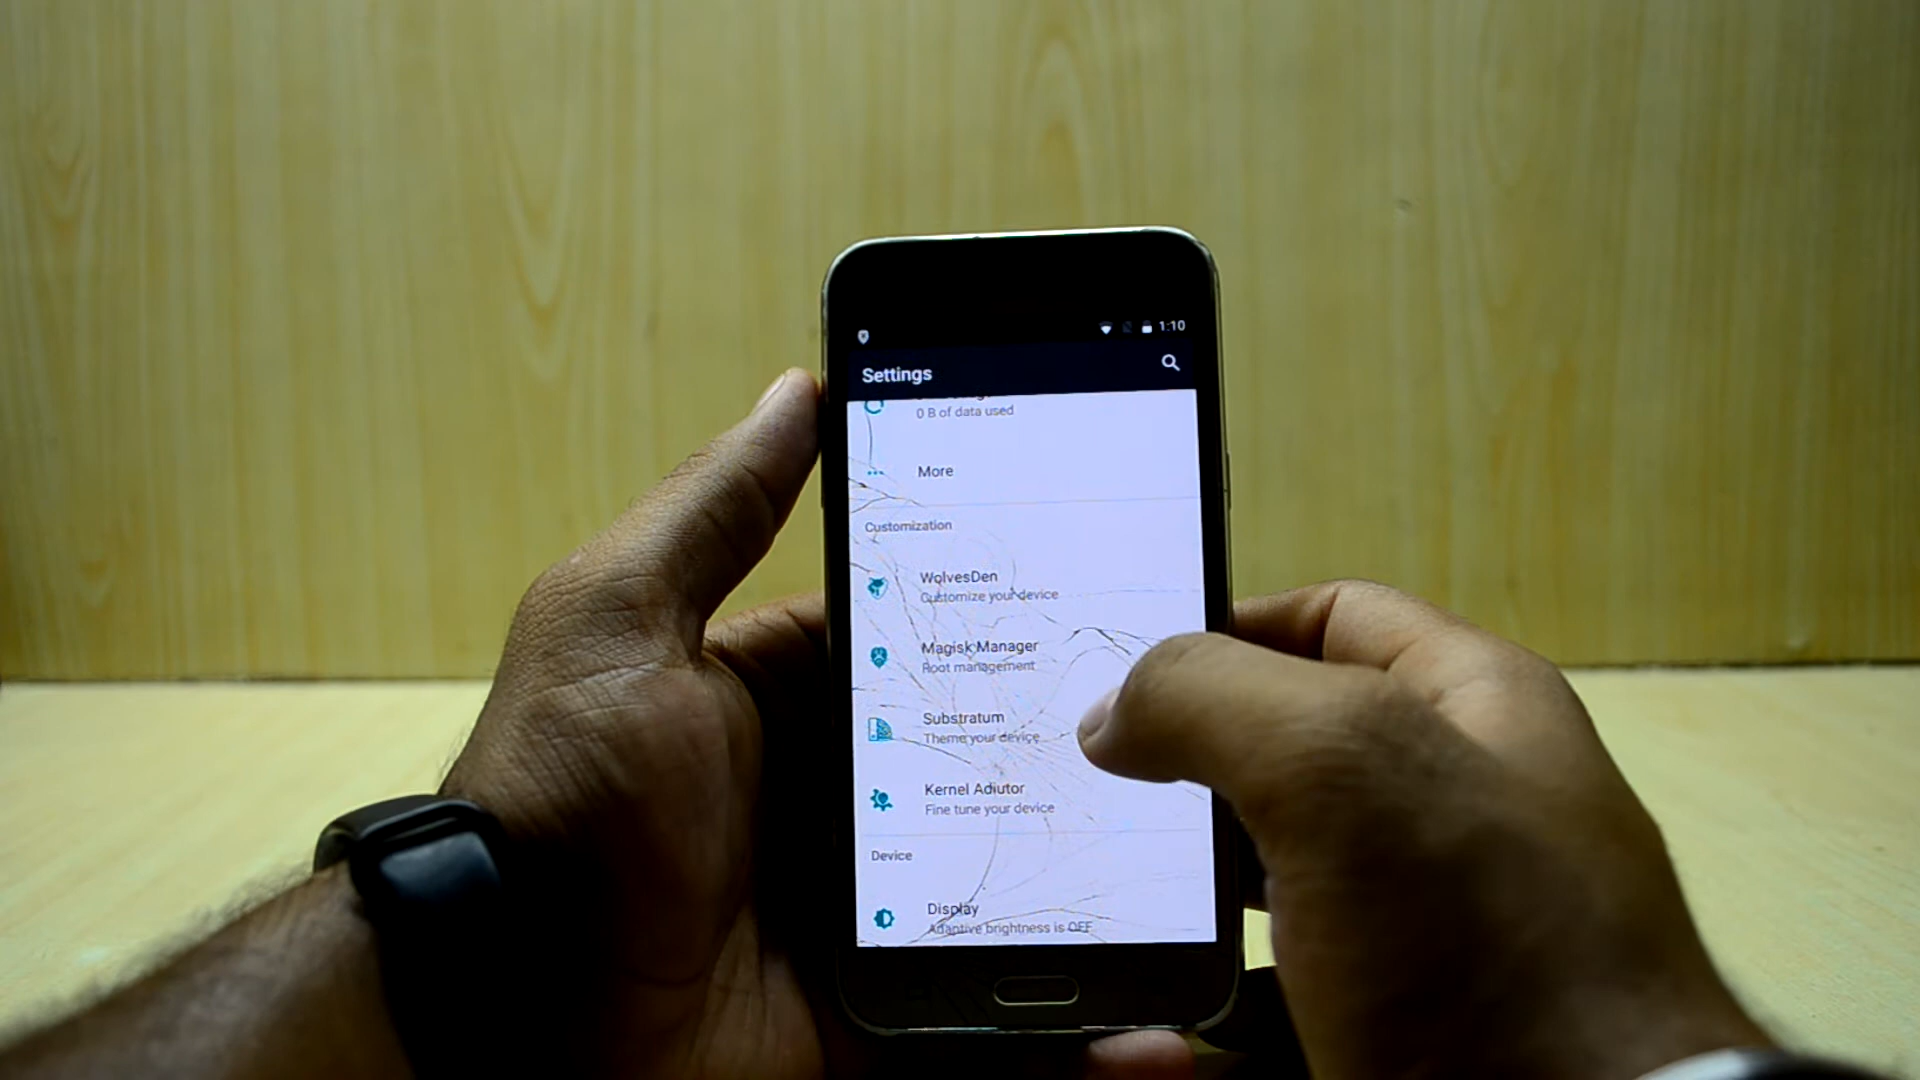 1:10
Settings
0 B of data used
More
Customization
WolvesDen
Customize your device
Magisk Manager
Root management
Substratum
Theme your device
Kernel Adiutor
Fine tune your device
Device
Display
Adaptive brightness is OFF